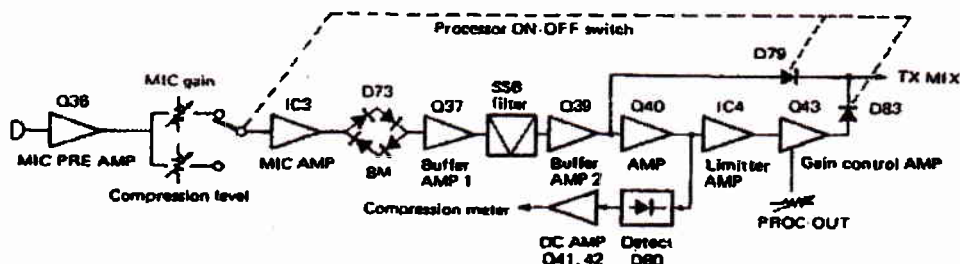 Processor ON-OFF switch
D79
TX MIX
MIC gain
D73
SSB
filter
Q36
IC3
Q37
Q39
Q40
IC4
Q43
D83
MIC PRE AMP
MIC AMP
BM
Buffer
AMP 1
Buffer
AMP 2
AMP
Limitter
AMP
Gain control AMP
Compression level
Compression meter
PROC-OUT
DC AMP
Q41, 42
Detect
D80